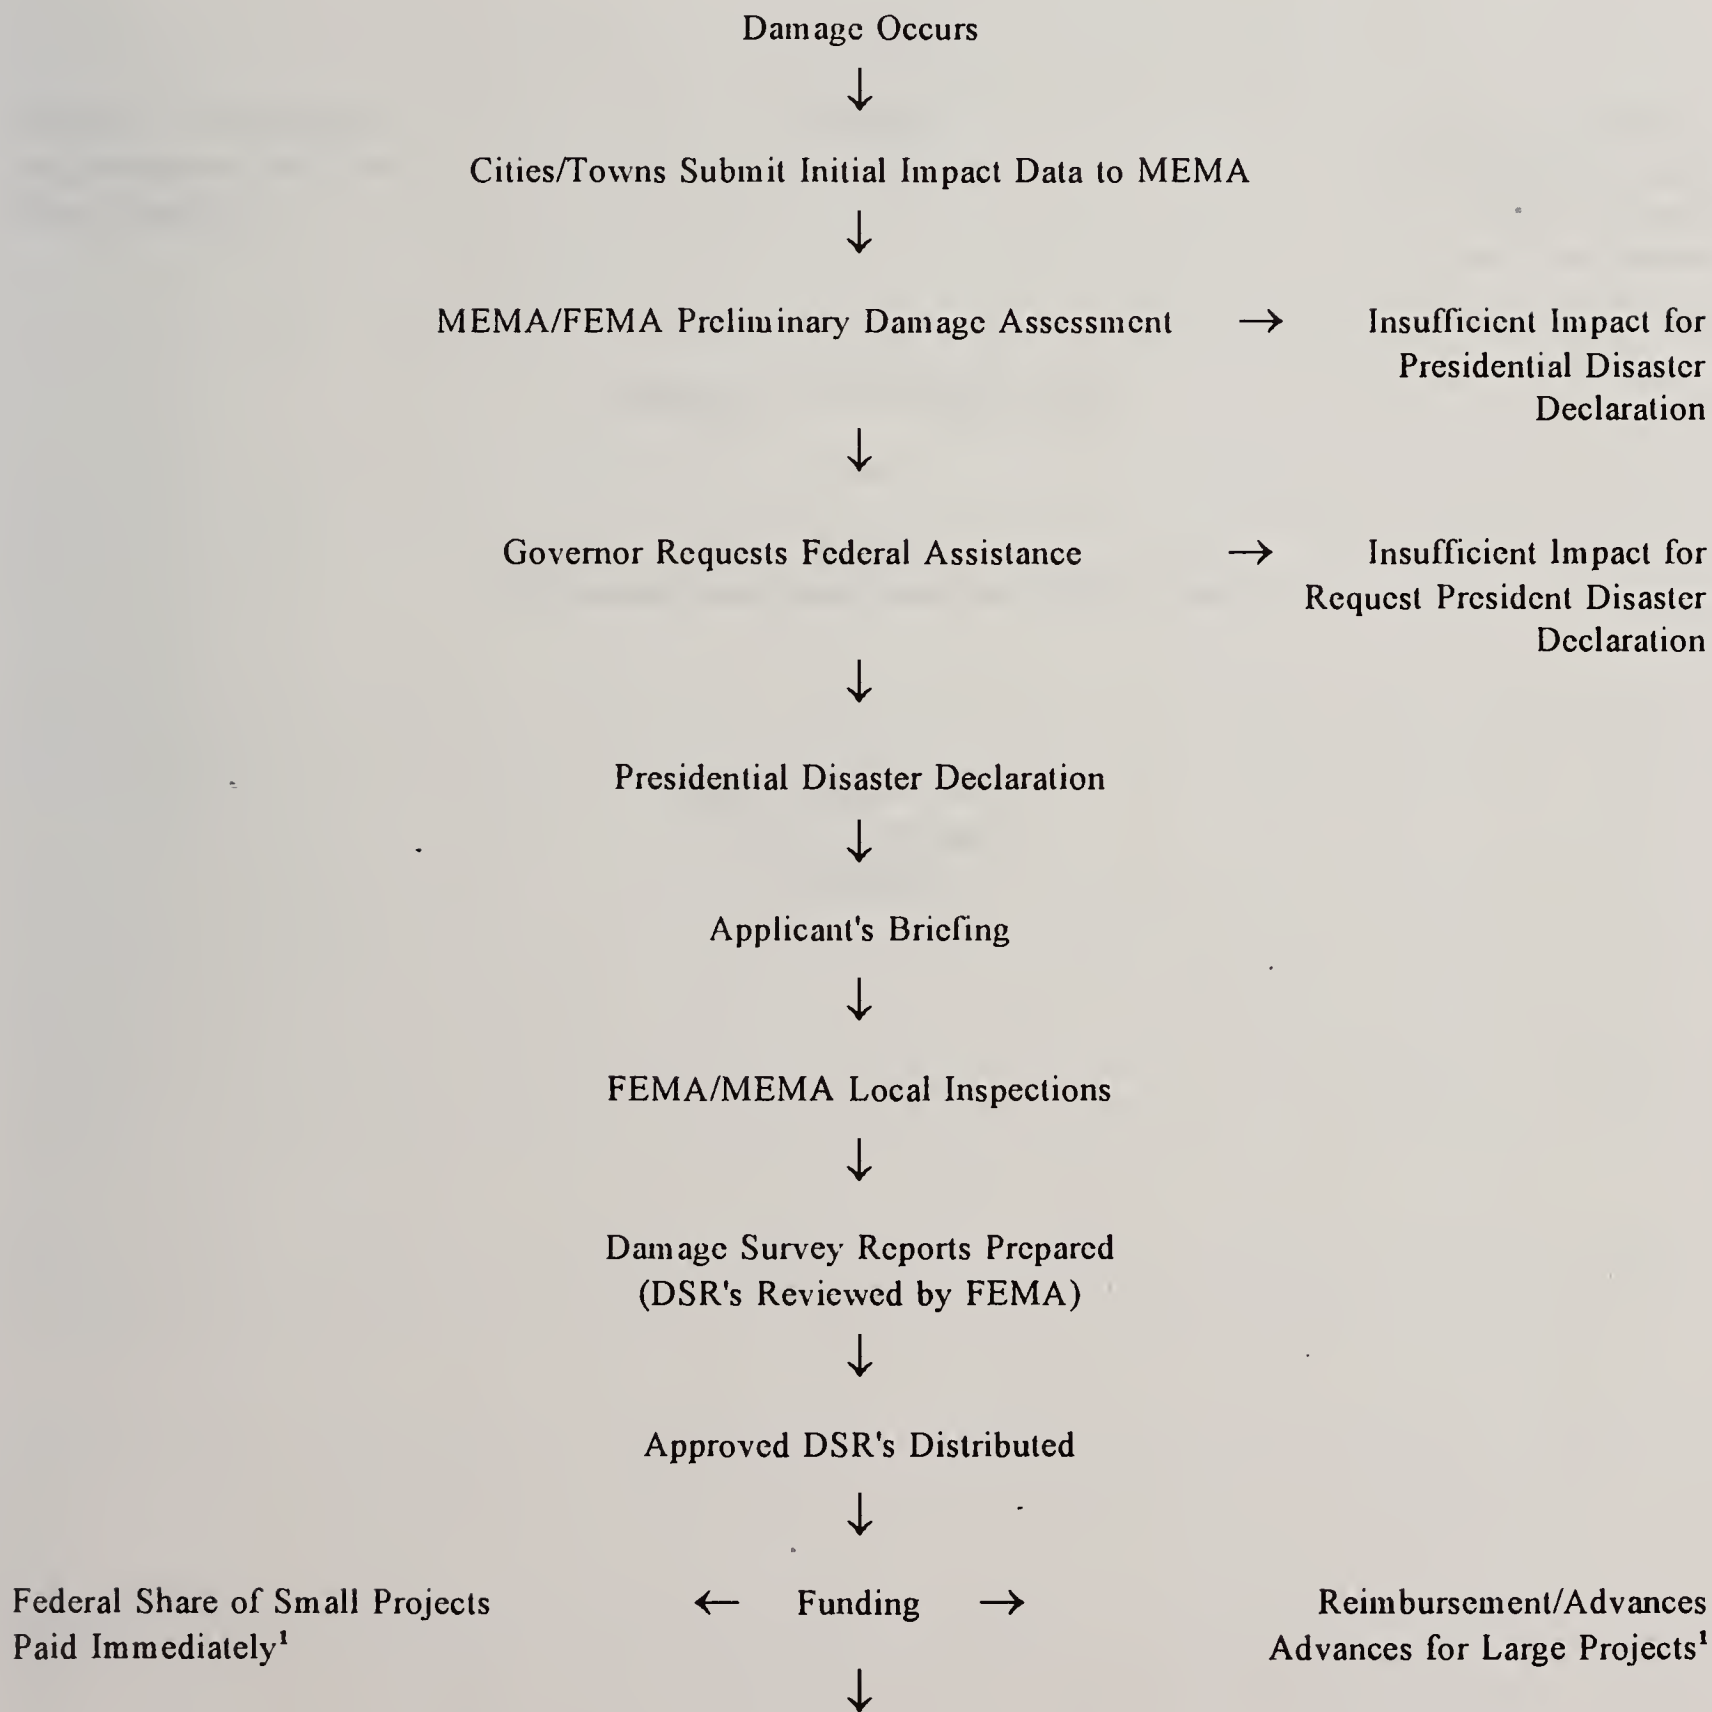 Damage Occurs
↓
Cities/Towns Submit Initial Impact Data to MEMA
↓
MEMA/FEMA Preliminary Damage Assessment → Insufficient Impact for
Presidential Disaster
Declaration
↓
Governor Requests Federal Assistance → Insufficient Impact for
Request President Disaster
Declaration
↓
Presidential Disaster Declaration
↓
Applicant's Briefing
↓
FEMA/MEMA Local Inspections
↓
Damage Survey Reports Prepared
(DSR's Reviewed by FEMA)
↓
Approved DSR's Distributed
↓
Federal Share of Small Projects ← Funding → Reimbursement/Advances
Paid Immediately¹ Advances for Large Projects¹
↓